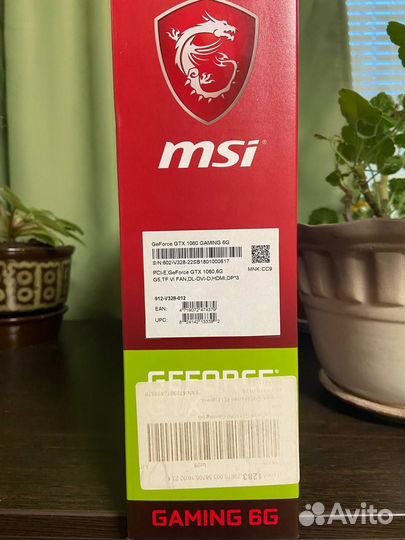 msi
GeForce GTX 1060 GAMING 6G
S/N:602-V328-22SB1801000617
PCI-E,GeForce GTX 1060,6G
G5,TF VI FAN,DL-DVI-D,HDMI,DP*3
MNK:CC9
912-V328-012
EAN:
UPC:
GEFORCE
1283
GAMING 6G
Avito